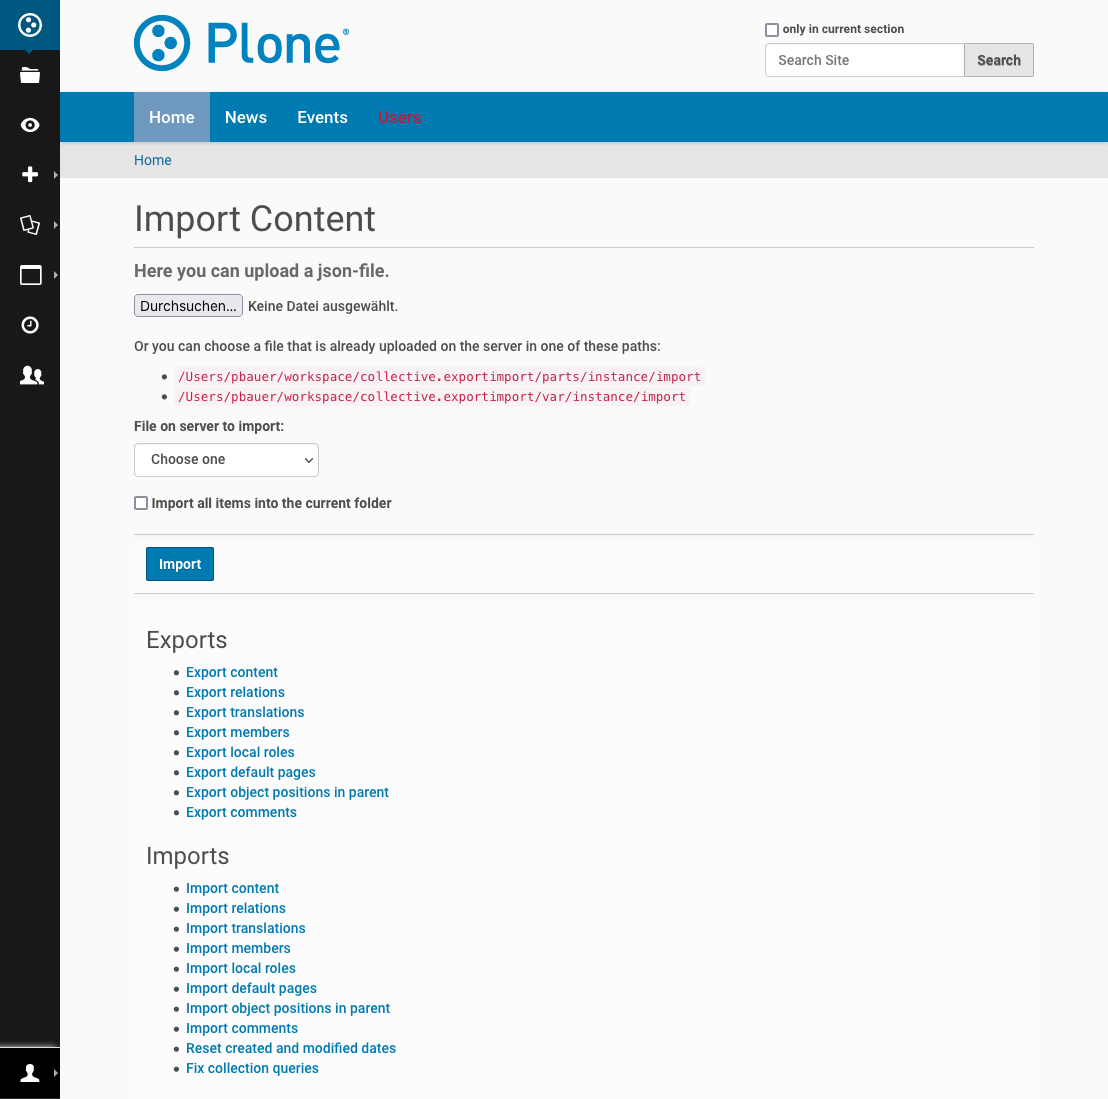 Plone®
only in current section
Search Site Search
Home News Events Users
Home
Import Content
Here you can upload a json-file.
Durchsuchen... Keine Datei ausgewählt.
Or you can choose a file that is already uploaded on the server in one of these paths:
/Users/pbauer/workspace/collective.exportimport/parts/instance/import
/Users/pbauer/workspace/collective.exportimport/var/instance/import
File on server to import:
Choose one
Import all items into the current folder
Import
Exports
Export content
Export relations
Export translations
Export members
Export local roles
Export default pages
Export object positions in parent
Export comments
Imports
Import content
Import relations
Import translations
Import members
Import local roles
Import default pages
Import object positions in parent
Import comments
Reset created and modified dates
Fix collection queries